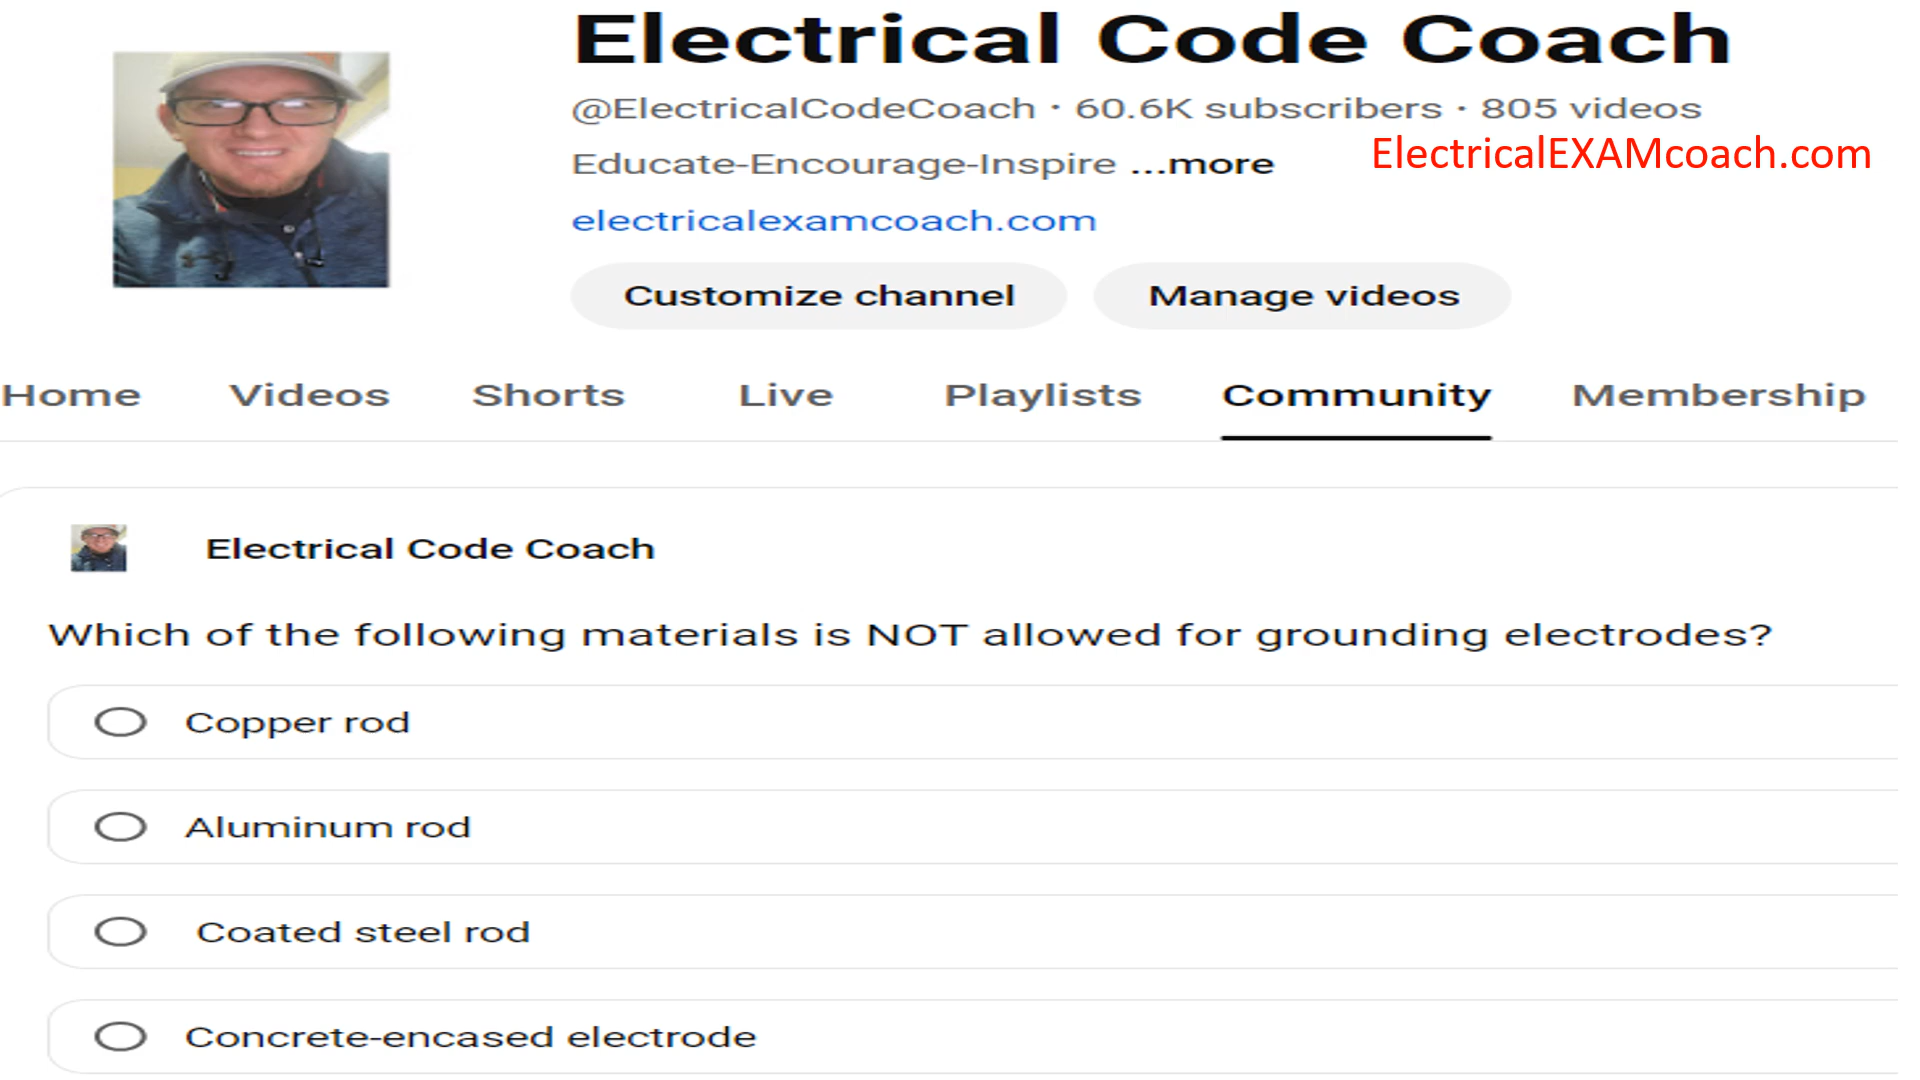 Electrical Code Coach
@ElectricalCodeCoach · 60.6K subscribers · 805 videos
Educate-Encourage-Inspire ...more
ElectricalEXAMcoach.com
electricalexamcoach.com
Customize channel Manage videos
Home Videos Shorts Live Playlists Community Membership
Electrical Code Coach
Which of the following materials is NOT allowed for grounding electrodes?
Copper rod
Aluminum rod
Coated steel rod
Concrete-encased electrode